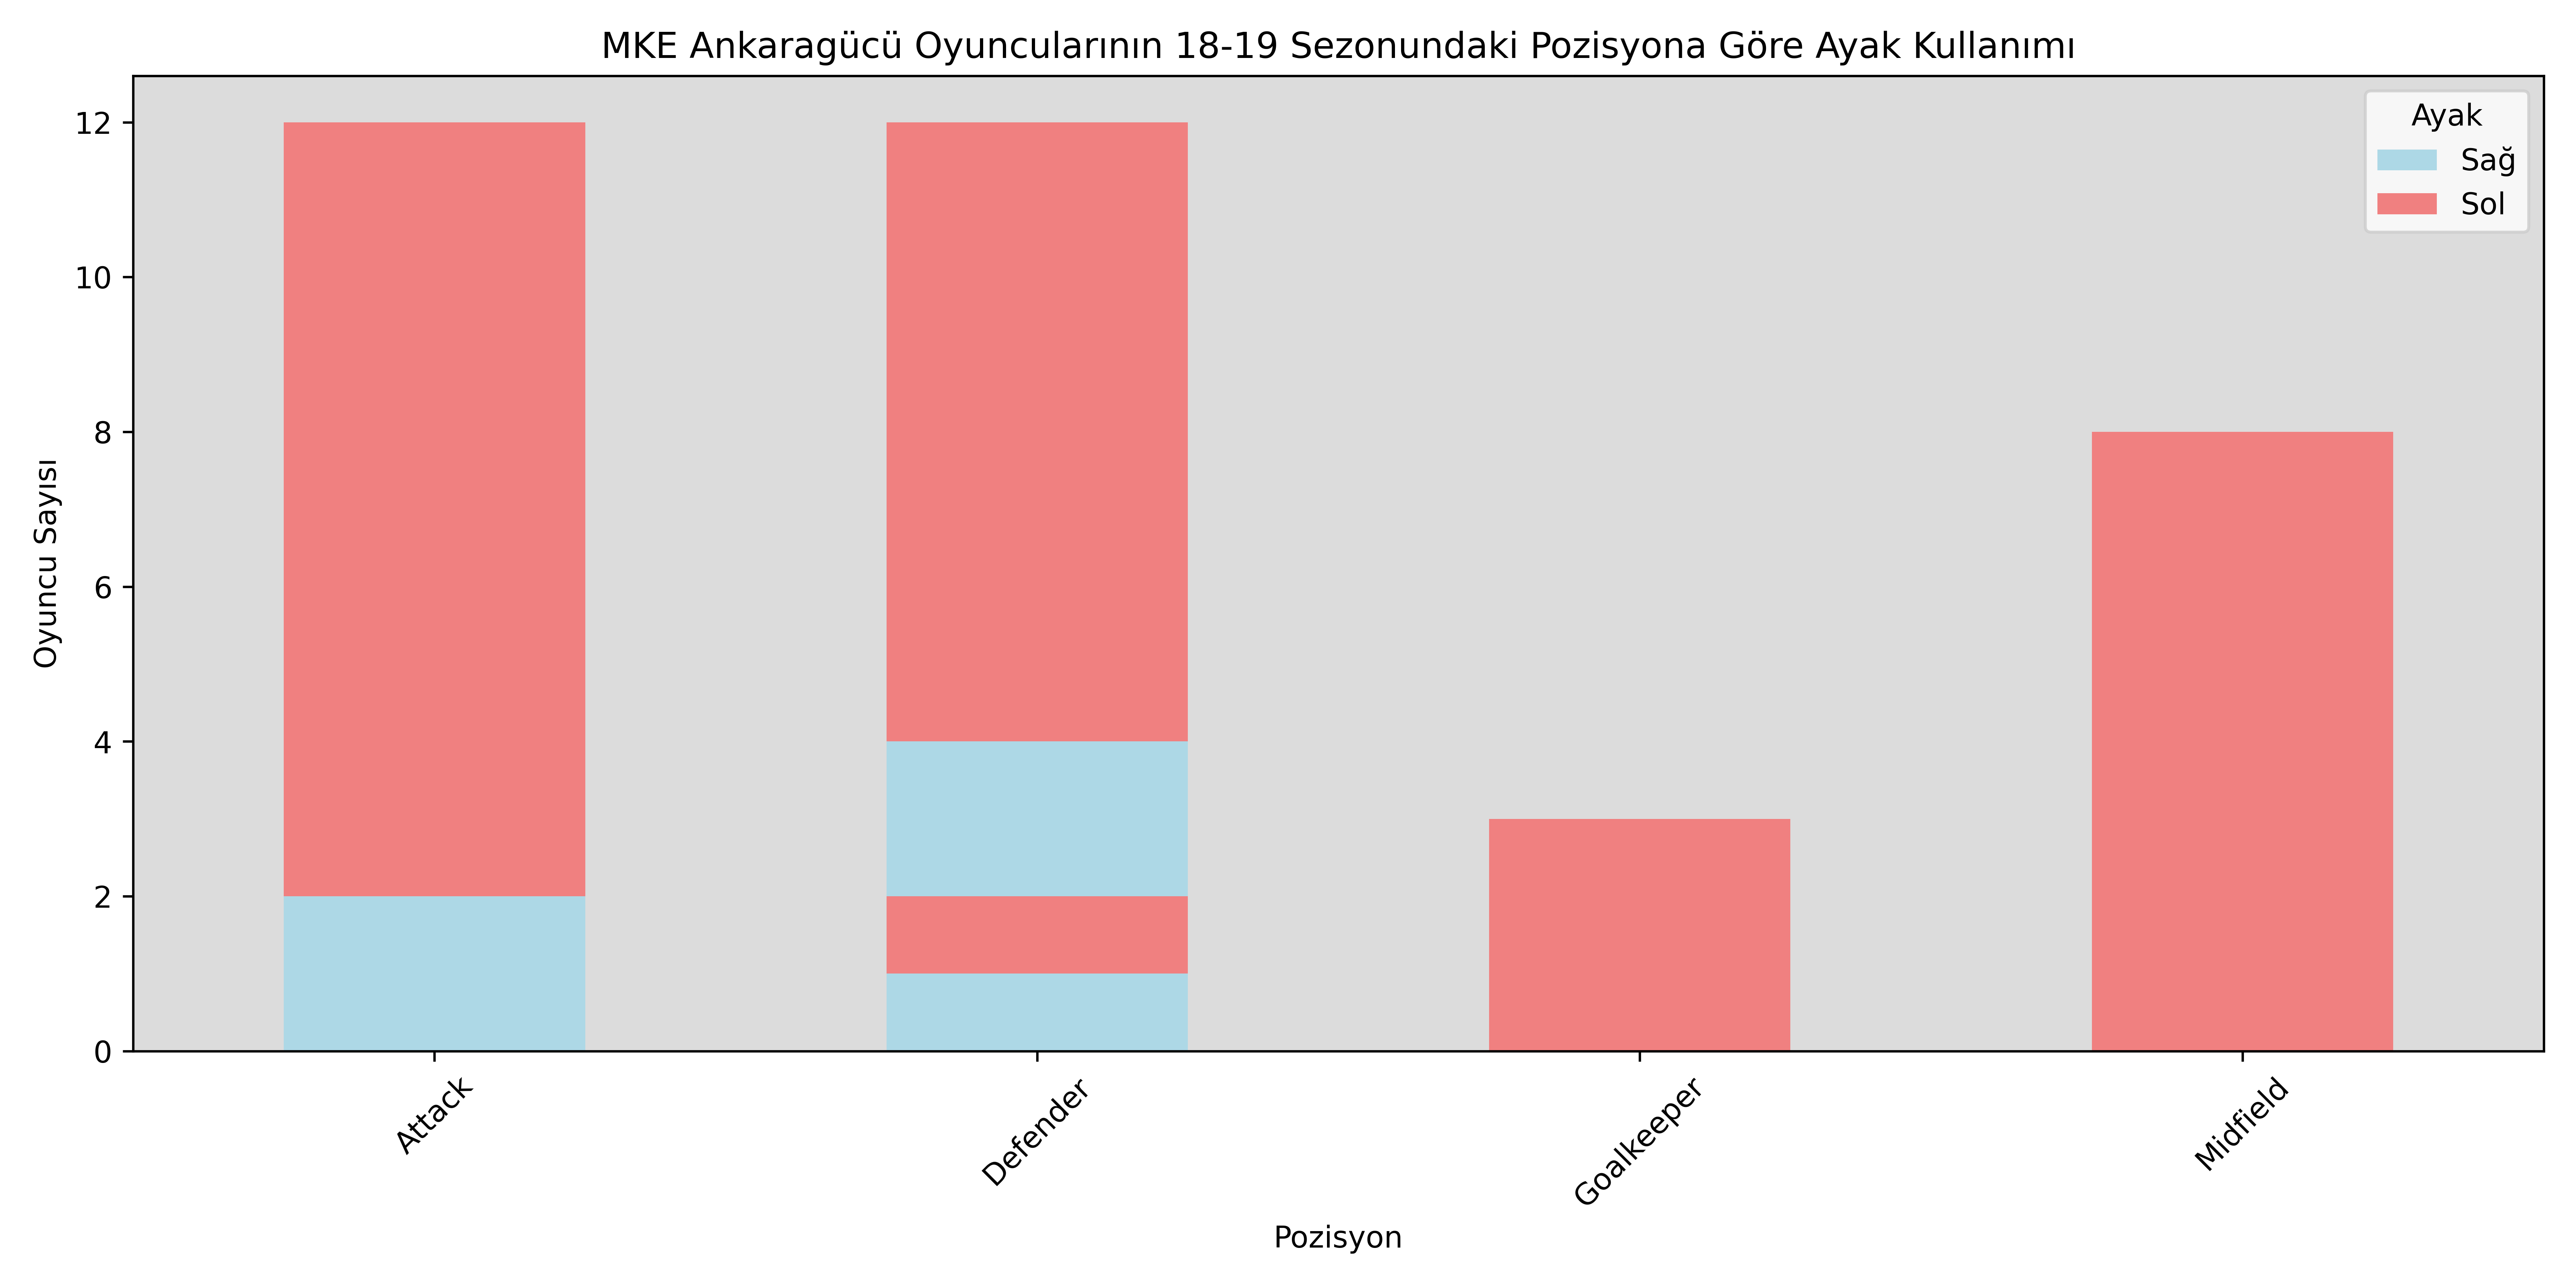 MKE Ankaragücü Oyuncularının 18-19 Sezonundaki Pozisyona Göre Ayak Kullanımı
Ayak
Sağ
Sol
Oyuncu Sayısı
12
10
8
6
4
2
0
Attack
Defender
Goalkeeper
Midfield
Pozisyon